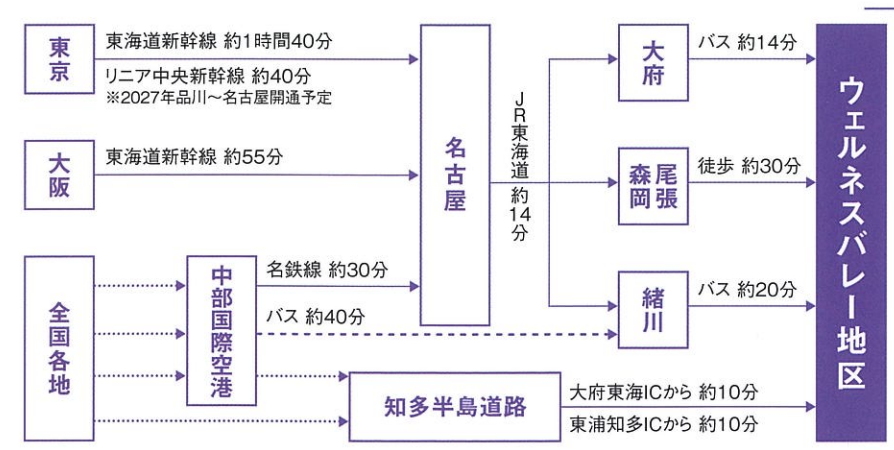 東京
東海道新幹線 約1時間40分
リニア中央新幹線 約40分
※2027年品川～名古屋開通予定
大阪
東海道新幹線 約55分
名古屋
JR東海道 約14分
大府
バス 約14分
尾張
森岡
徒歩 約30分
緒川
バス 約20分
全国各地
中部国際空港
名鉄線 約30分
バス 約40分
知多半島道路
大府東海ICから 約10分
東浦知多ICから 約10分
ウェルネスバレー地区